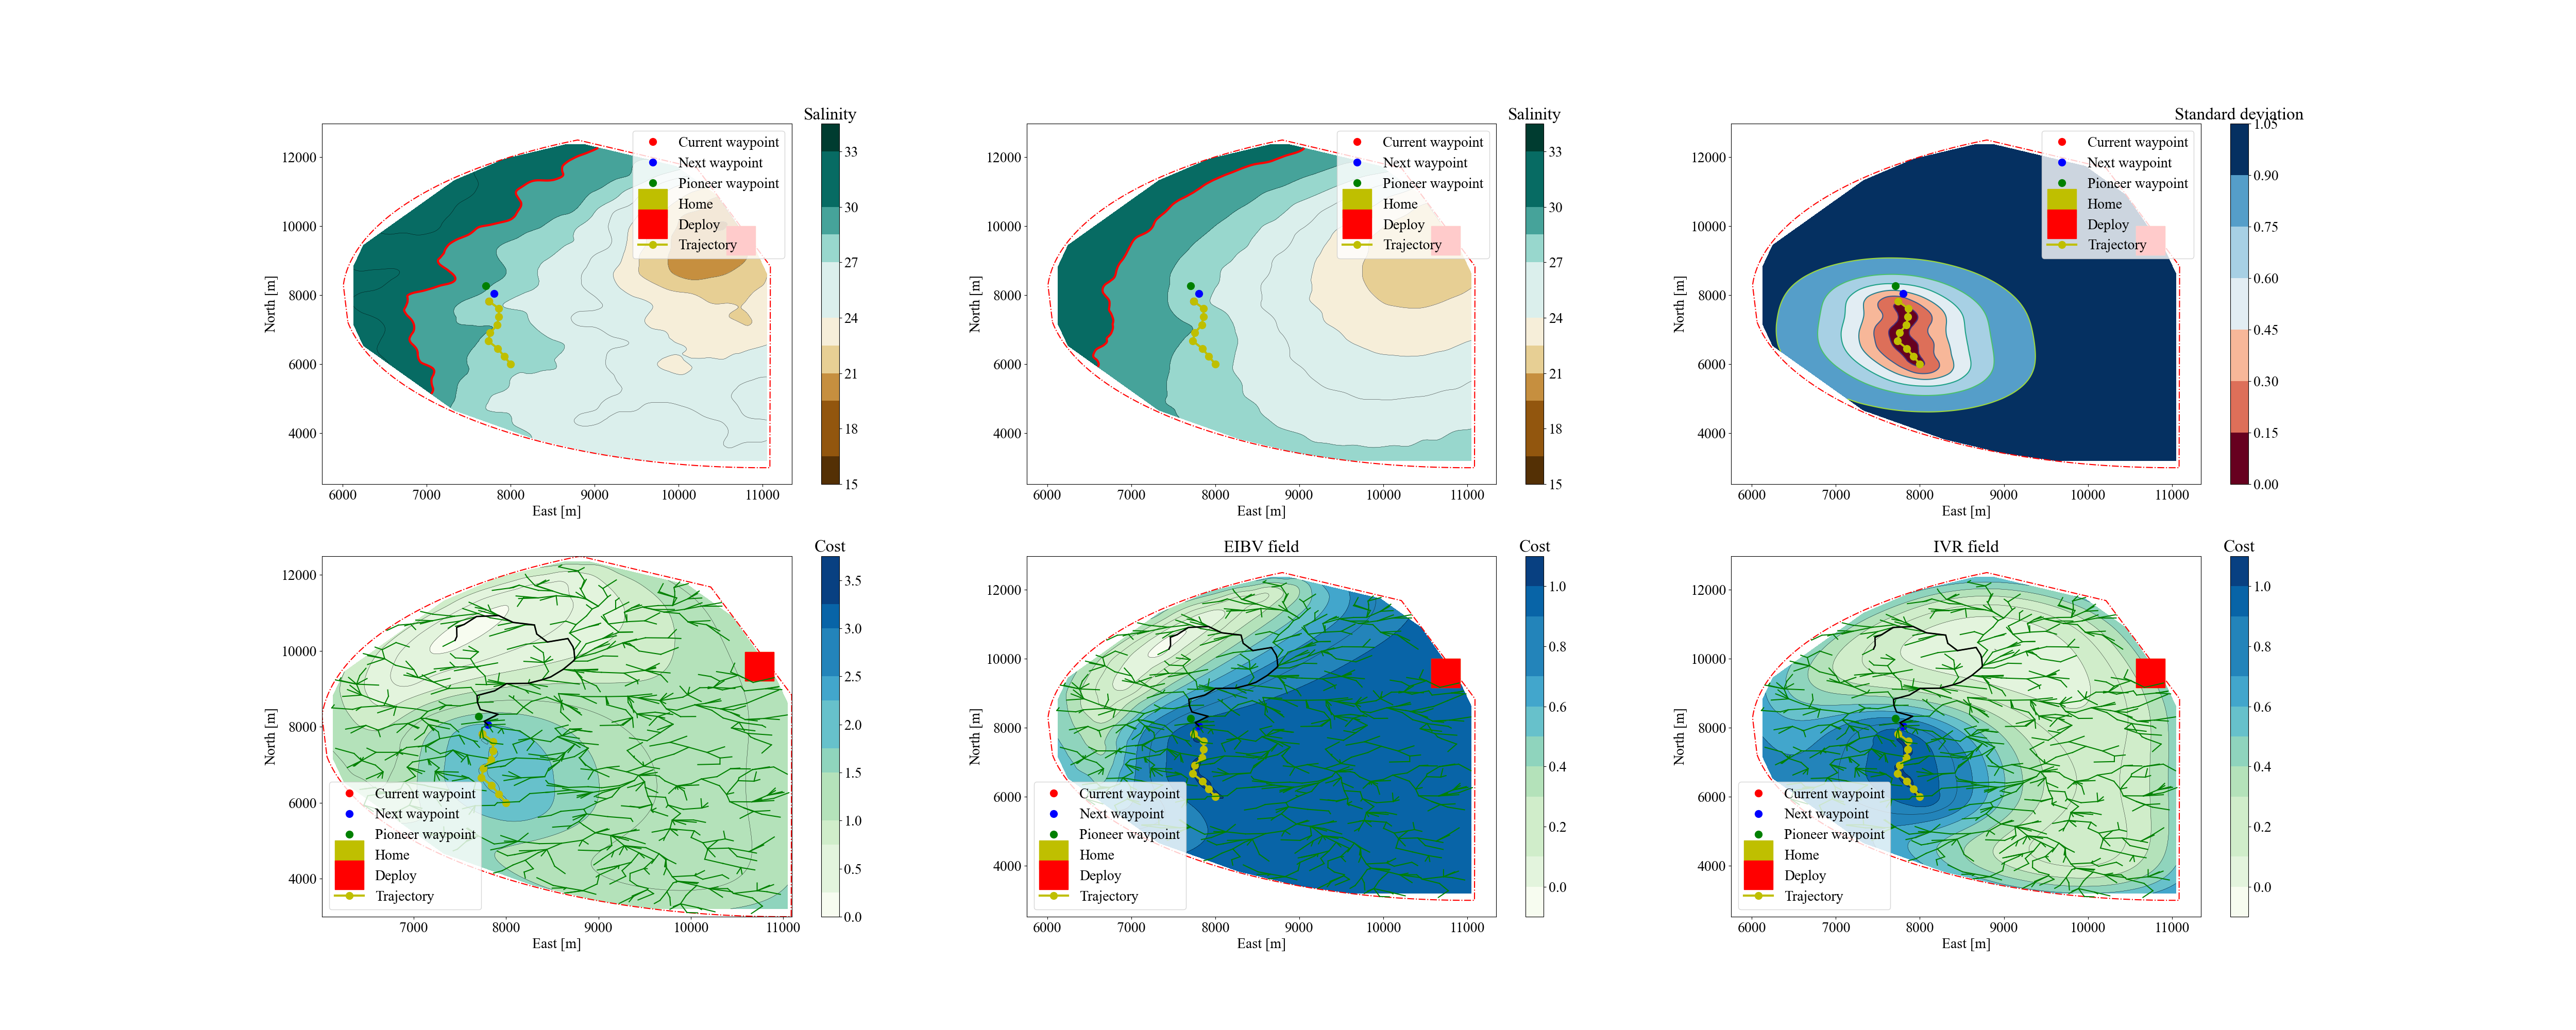 Salinity
Current waypoint
Next waypoint
Pioneer waypoint
Home
Deploy
Trajectory
12000
10000
8000
6000
4000
North [m]
6000 7000 8000 9000 10000 11000
East [m]
33
30
27
24
21
18
15
Salinity
Current waypoint
Next waypoint
Pioneer waypoint
Home
Deploy
Trajectory
12000
10000
8000
6000
4000
North [m]
6000 7000 8000 9000 10000 11000
East [m]
33
30
27
24
21
18
15
Standard deviation
Current waypoint
Next waypoint
Pioneer waypoint
Home
Deploy
Trajectory
12000
10000
8000
6000
4000
North [m]
6000 7000 8000 9000 10000 11000
East [m]
1.05
0.90
0.75
0.60
0.45
0.30
0.15
0.00
Cost
12000
10000
8000
6000
4000
North [m]
Current waypoint
Next waypoint
Pioneer waypoint
Home
Deploy
Trajectory
7000 8000 9000 10000 11000
East [m]
3.5
3.0
2.5
2.0
1.5
1.0
0.5
0.0
EIBV field
Cost
12000
10000
8000
6000
4000
North [m]
Current waypoint
Next waypoint
Pioneer waypoint
Home
Deploy
Trajectory
6000 7000 8000 9000 10000 11000
East [m]
1.0
0.8
0.6
0.4
0.2
0.0
IVR field
Cost
12000
10000
8000
6000
4000
North [m]
Current waypoint
Next waypoint
Pioneer waypoint
Home
Deploy
Trajectory
6000 7000 8000 9000 10000 11000
East [m]
1.0
0.8
0.6
0.4
0.2
0.0